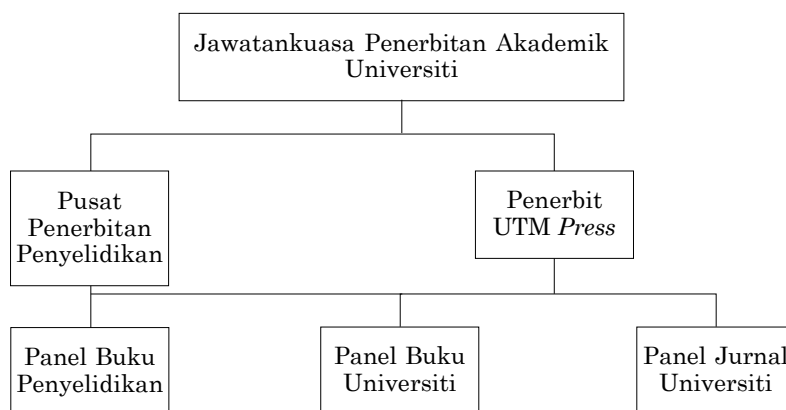 Jawatankuasa Penerbitan Akademik
Universiti
Pusat
Penerbitan
Penyelidikan
Penerbit
UTM Press
Panel Buku
Penyelidikan
Panel Buku
Universiti
Panel Jurnal
Universiti